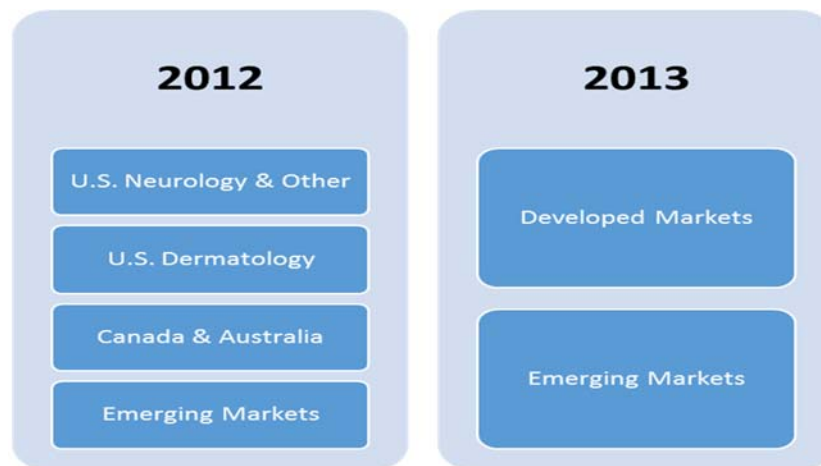 2012
U.S. Neurology & Other
U.S. Dermatology
Canada & Australia
Emerging Markets
2013
Developed Markets
Emerging Markets